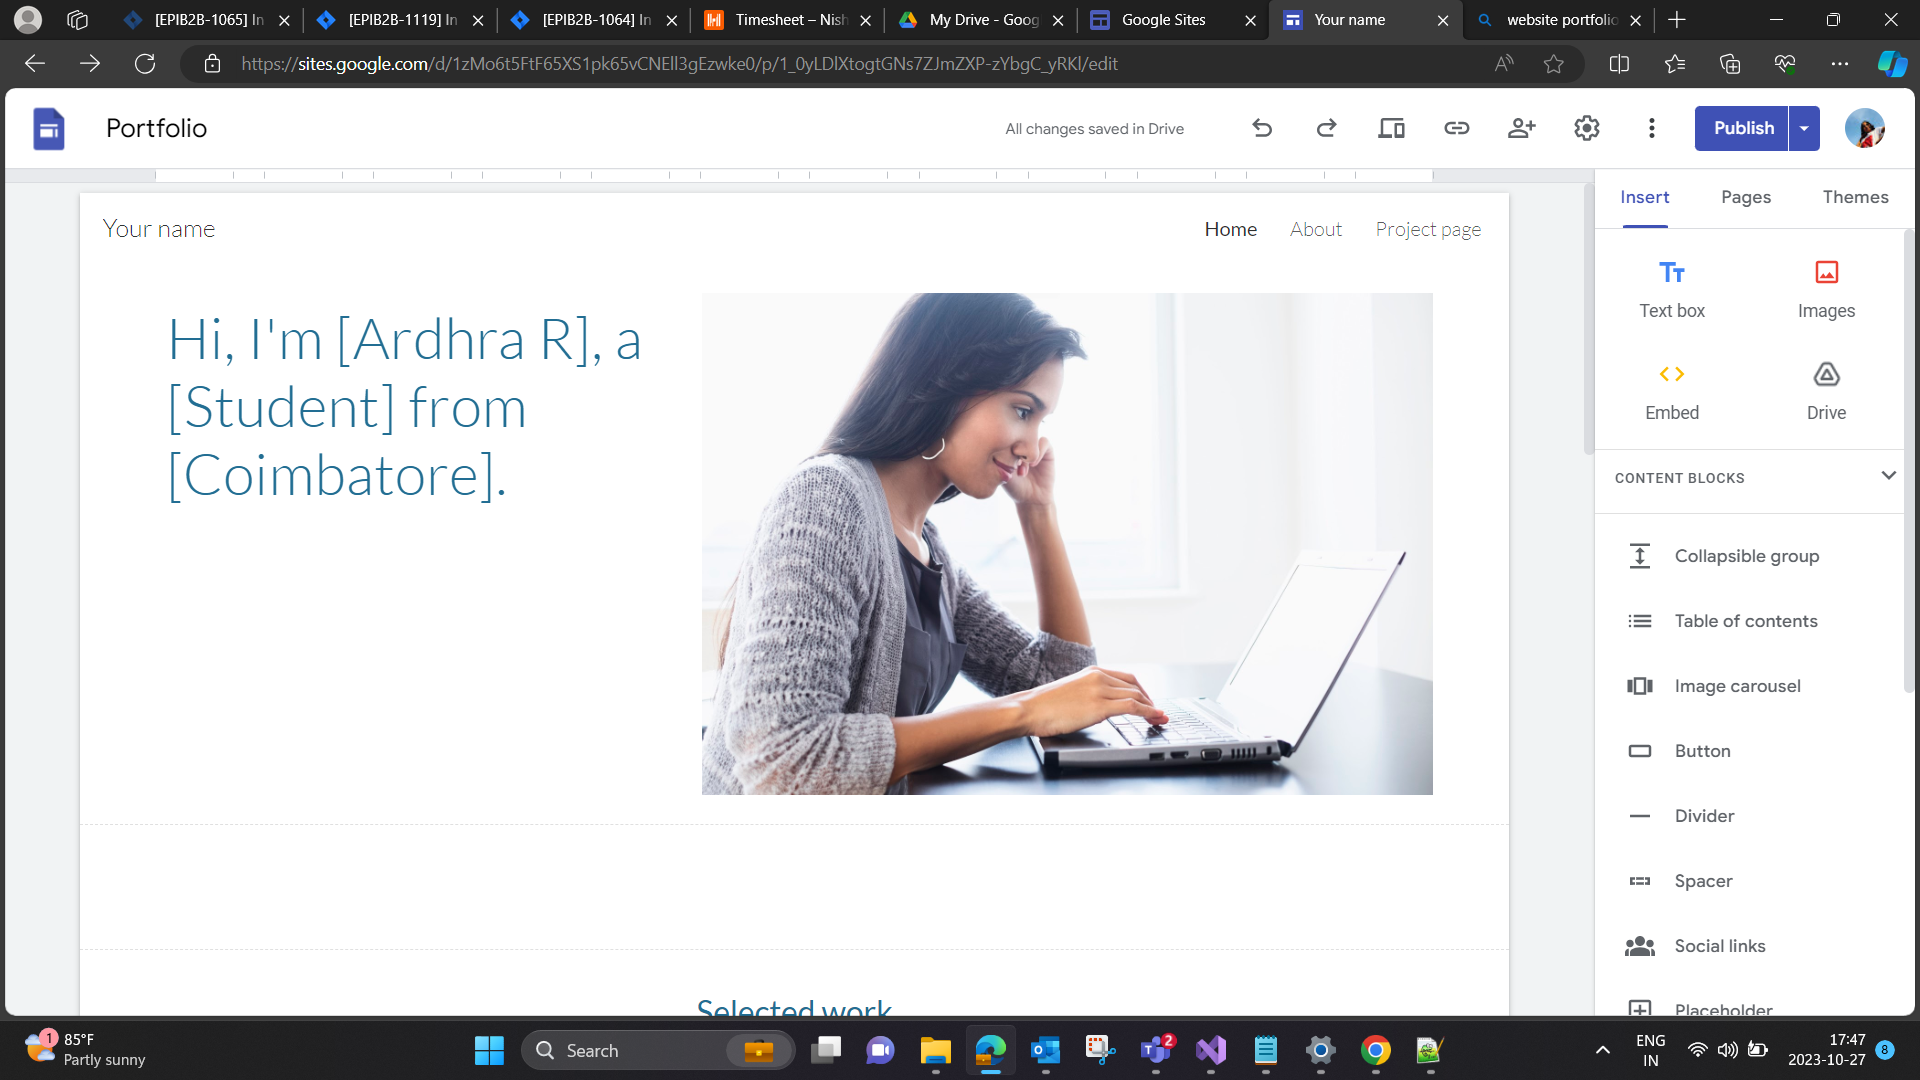 [EPIB2B-1065] In
[EPIB2B-1119] In
[EPIB2B-1064] In
Timesheet – Nish
My Drive - Goog
Google Sites
Your name
website portfolio
https://sites.google.com/d/1zMo6t5FtF65XS1pk65vCNEll3gEzwke0/p/1_0yLDlXtogtGNs7ZJmZXP-zYbgC_yRKl/edit
Portfolio
All changes saved in Drive
Publish
Your name
Home About Project page
Hi, I'm [Ardhra R], a
[Student] from
[Coimbatore].
Selected work
Insert Pages Themes
Text box Images
Embed Drive
CONTENT BLOCKS
Collapsible group
Table of contents
Image carousel
Button
Divider
Spacer
Social links
Placeholder
1
85°F
Partly sunny
Search
2
ENG
IN
17:47
2023-10-27
8